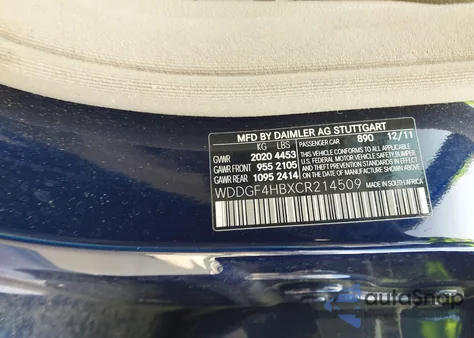 MFD BY DAIMLER AG STUTTGART
KG LBS PASSENGER CAR 890 12/11
GVWR 2020 4453 THIS VEHICLE CONFORMS TO ALL APPLICABLE
GAWR FRONT 955 2105 U.S. FEDERAL MOTOR VEHICLE SAFETY/BUMPER/
GAWR REAR 1095 2414 THEFT PREVENTION STANDARDS IN EFFECT ON THE DATE OF MANUFACTURE SHOWN ABOVE
MADE IN SOUTH AFRICA
WDDGF4HBXCR214509
autoSnap